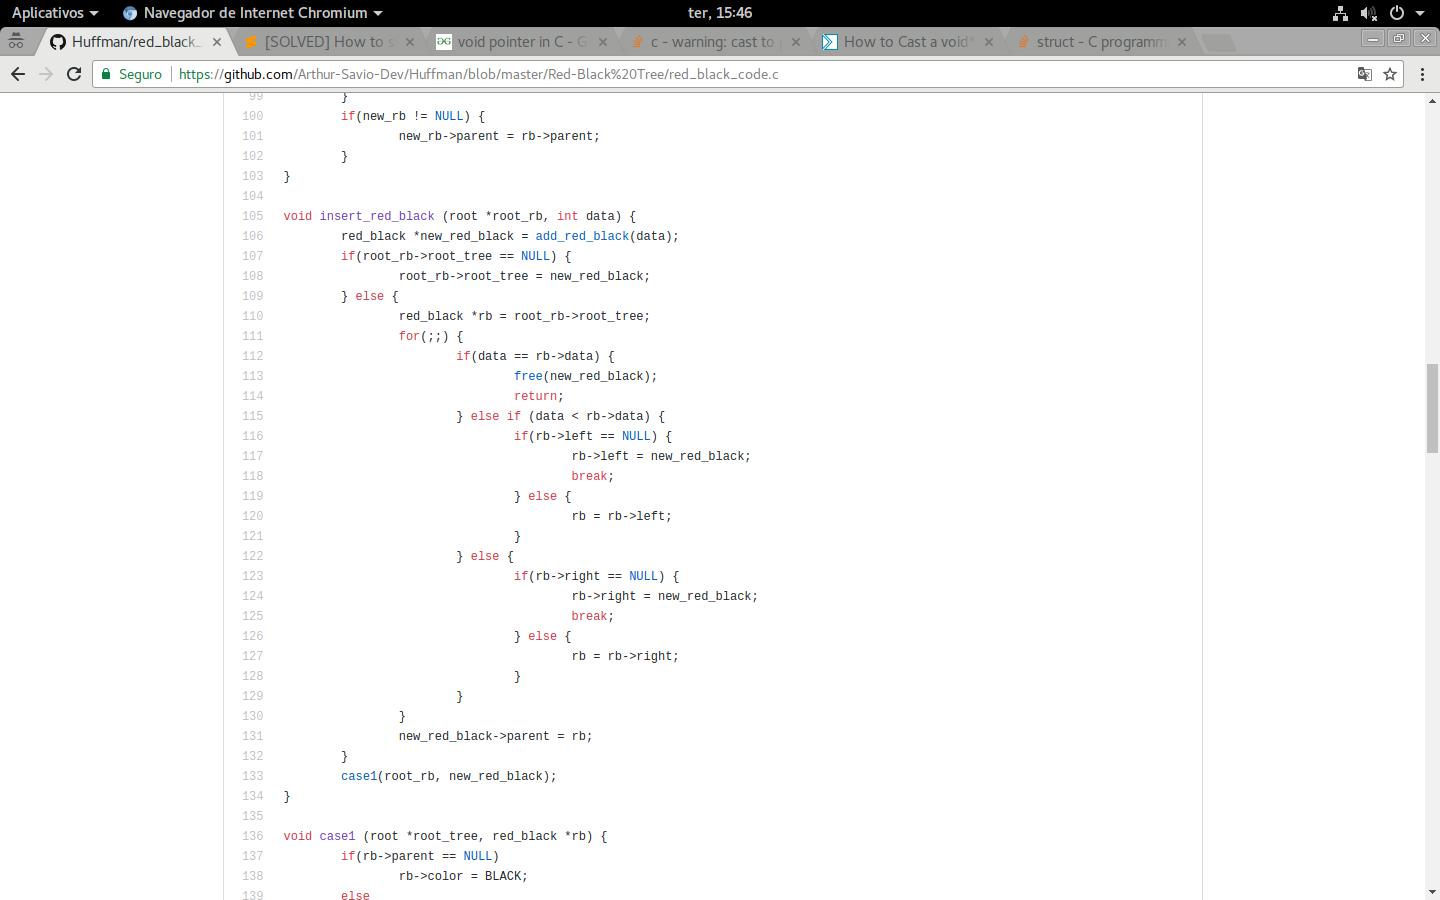 Aplicativos Navegador de Internet Chromium ter, 15:46
Huffman/red_black_ [SOLVED] How to s void pointer in C - G c - warning: cast to How to Cast a void* struct - C programm
Seguro https://github.com/Arthur-Savio-Dev/Huffman/blob/master/Red-Black%20Tree/red_black_code.c
99 }
100 if(new_rb != NULL) {
101 new_rb->parent = rb->parent;
102 }
103 }
104
105 void insert_red_black (root *root_rb, int data) {
106 red_black *new_red_black = add_red_black(data);
107 if(root_rb->root_tree == NULL) {
108 root_rb->root_tree = new_red_black;
109 } else {
110 red_black *rb = root_rb->root_tree;
111 for(;;) {
112 if(data == rb->data) {
113 free(new_red_black);
114 return;
115 } else if (data < rb->data) {
116 if(rb->left == NULL) {
117 rb->left = new_red_black;
118 break;
119 } else {
120 rb = rb->left;
121 }
122 } else {
123 if(rb->right == NULL) {
124 rb->right = new_red_black;
125 break;
126 } else {
127 rb = rb->right;
128 }
129 }
130 }
131 new_red_black->parent = rb;
132 }
133 case1(root_rb, new_red_black);
134 }
135
136 void case1 (root *root_tree, red_black *rb) {
137 if(rb->parent == NULL)
138 rb->color = BLACK;
139 else